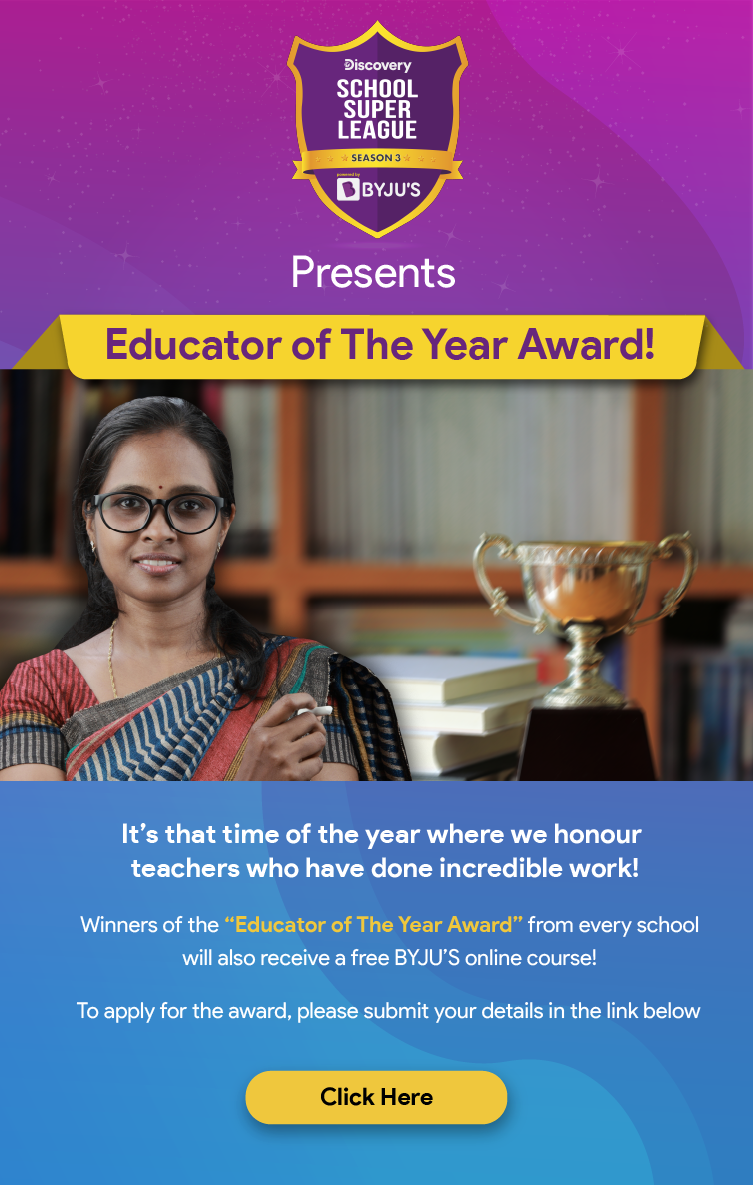 Discovery
SCHOOL
SUPER
LEAGUE
SEASON 3
powered by
BYJU'S
Presents
Educator of The Year Award!
It's that time of the year where we honour
teachers who have done incredible work!
Winners of the “Educator of The Year Award” from every school
will also receive a free BYJU'S online course!
To apply for the award, please submit your details in the link below
Click Here